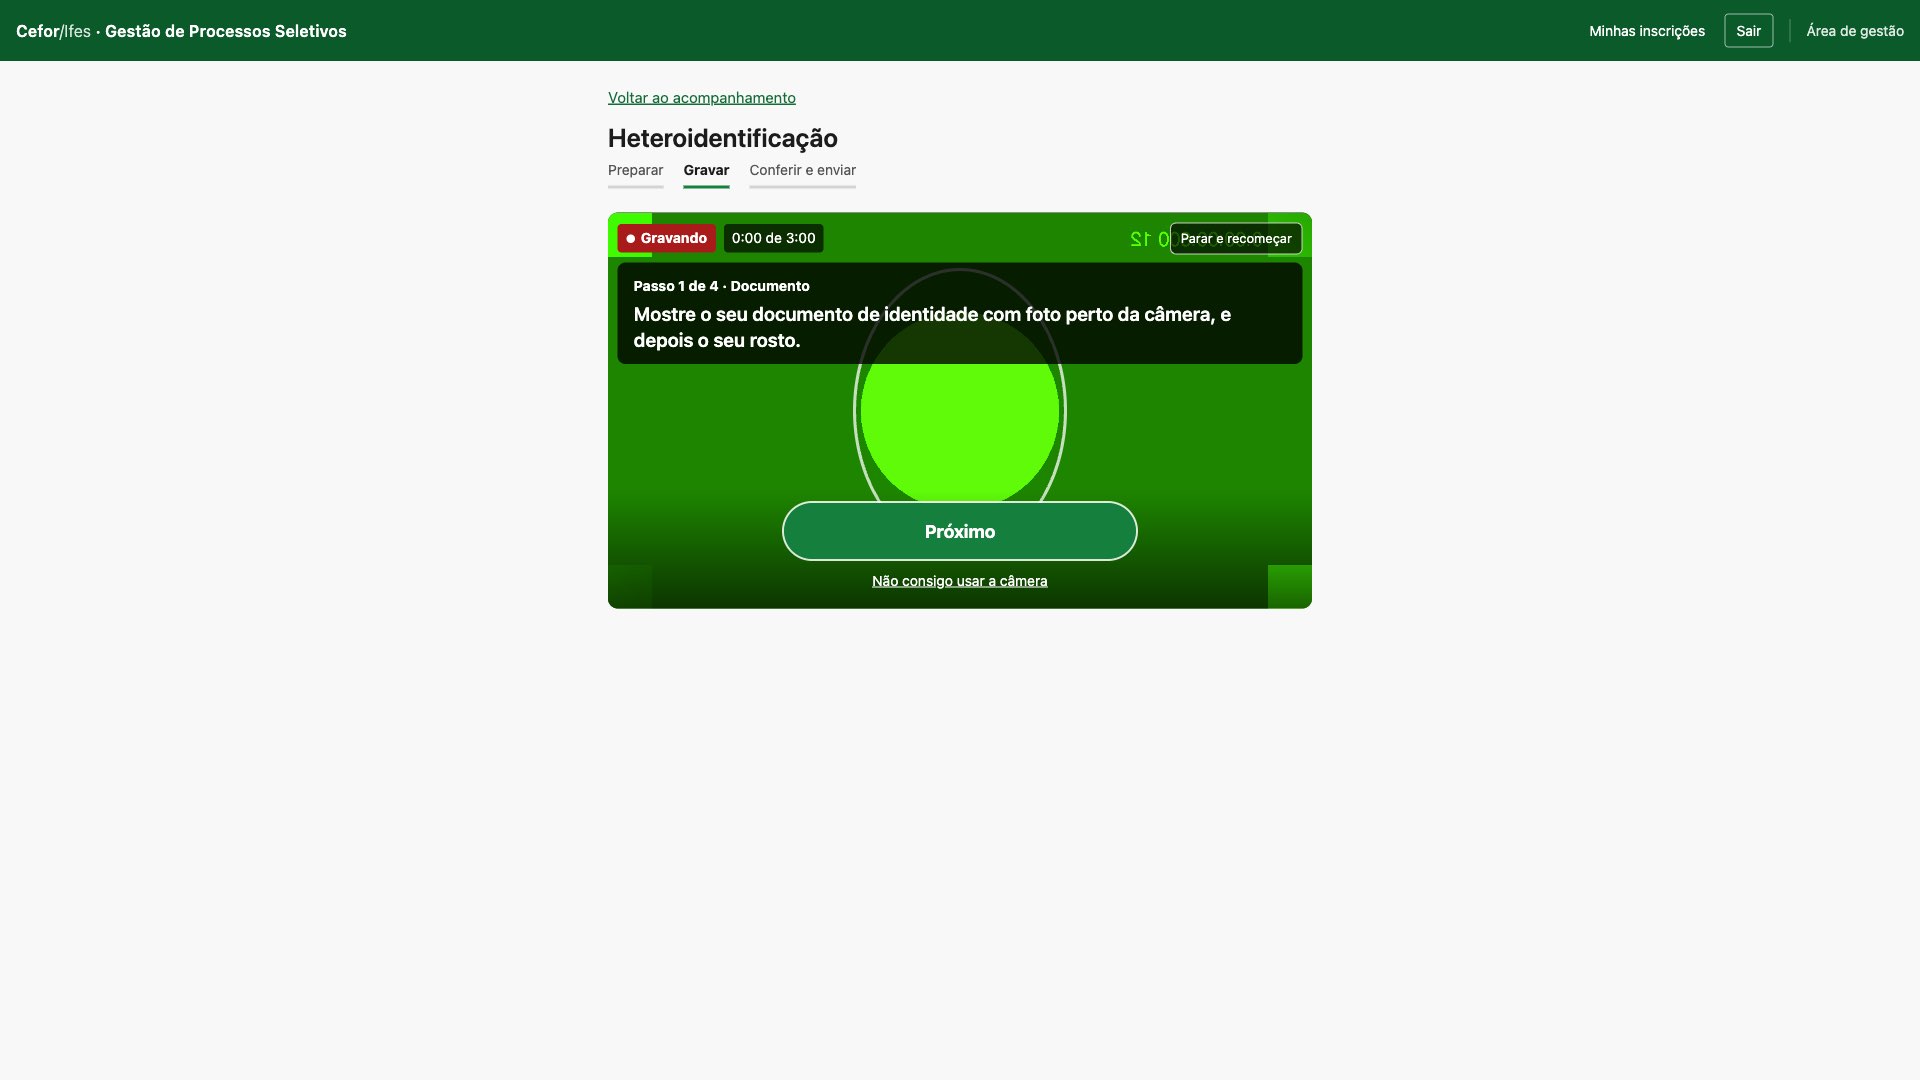 Cefor/Ifes · Gestão de Processos Seletivos
Minhas inscrições
Sair
Área de gestão
Voltar ao acompanhamento
Heteroidentificação
Preparar
Gravar
Conferir e enviar
Gravando
0:00 de 3:00
Parar e recomeçar
Passo 1 de 4 · Documento
Mostre o seu documento de identidade com foto perto da câmera, e
depois o seu rosto.
Próximo
Não consigo usar a câmera